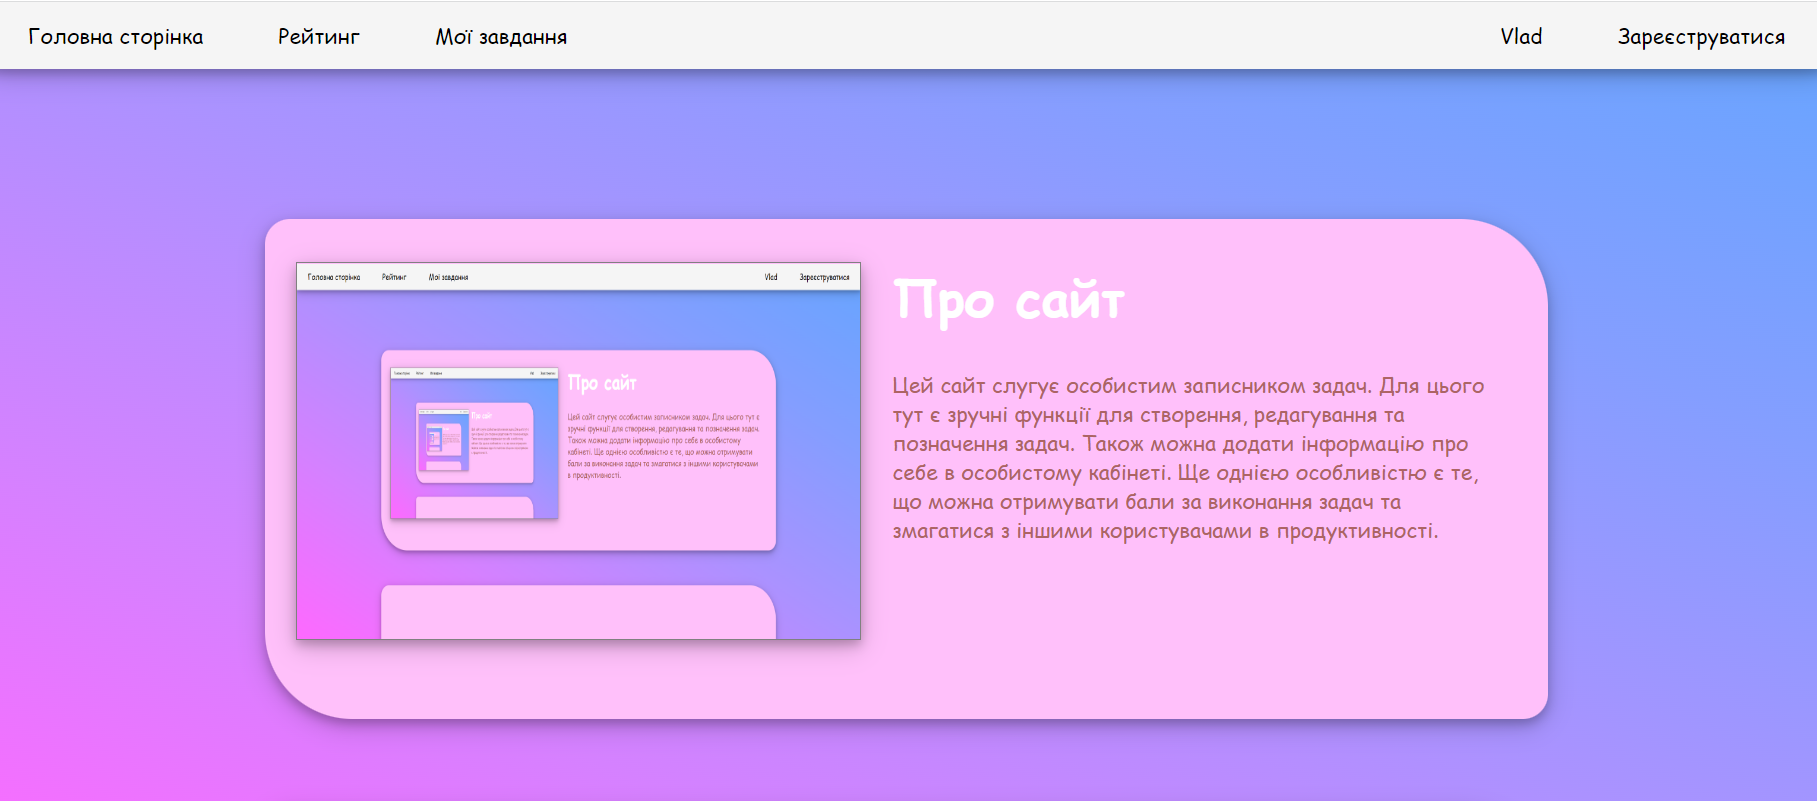 Головна сторінка Рейтинг Мої завдання Vlad Зареєструватися
Головна сторінка Рейтинг Мої завдання Vlad Зареєструватися
Про сайт
Цей сайт слугує особистим записником задач. Для цього
тут є зручні функції для створення, редагування та
позначення задач. Також можна додати інформацію про
себе в особистому кабінеті. Ще однією особливістю є те,
що можна отримувати бали за виконання задач та
змагатися з іншими користувачами в продуктивності.
Про сайт
Цей сайт слугує особистим записником задач. Для цього тут є
зручні функції для створення, редагування та позначення задач.
Також можна додати інформацію про себе в особистому
кабінеті. Ще однією особливістю є те, що можна отримувати
бали за виконання задач та змагатися з іншими користувачами
в продуктивності.